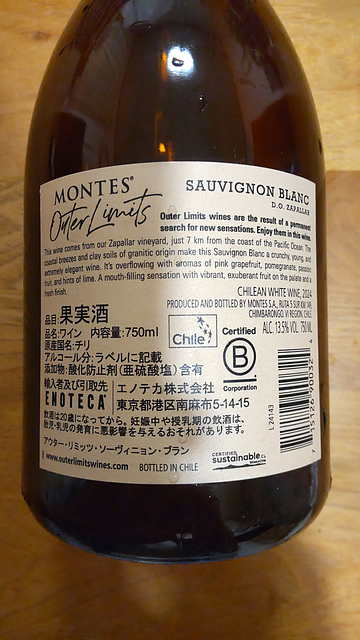 MONTES®
Outer Limits
SAUVIGNON BLANC
D.O. ZAPALLAR
Outer Limits wines are the result of a permanent
search for new sensations. Enjoy them in this wine.
This wine comes from our Zapallar vineyard, just 7 km from the coast of the Pacific Ocean. The
coastal breezes and clay soils of granitic origin make this Sauvignon Blanc a crunchy, young, and
extremely elegant wine. It's overflowing with aromas of pink grapefruit, pomegranate, passion
fruit, and hints of lime. A mouth-filling sensation with vibrant, exuberant fruit on the palate and a
fresh finish.
CHILEAN WHITE WINE, 2024
PRODUCED AND BOTTLED BY MONTES S.A., RUTA 5 SUR KM
CHIMBARONGO, VI REGION, CHILE
ALC. 13.5% VOL. 750 ML
品目:果実酒
品名:ワイン 内容量:750ml
原産国名:チリ
アルコール分:ラベルに記載
添加物:酸化防止剤(亜硫酸塩)含有
Chile
Certified
B
Corporation
輸入者及び引取先
ENOTECA
エノテカ株式会社
東京都港区南麻布5-14-15
飲酒は20歳になってから。妊娠中や授乳期の飲酒は、
胎児・乳児の発育に悪影響を与えるおそれがあります。
アウター・リミッツ・ソーヴィニヨン・ブラン
www.outerlimitswines.com BOTTLED IN CHILE
CERTIFIED
sustainable
L 24143